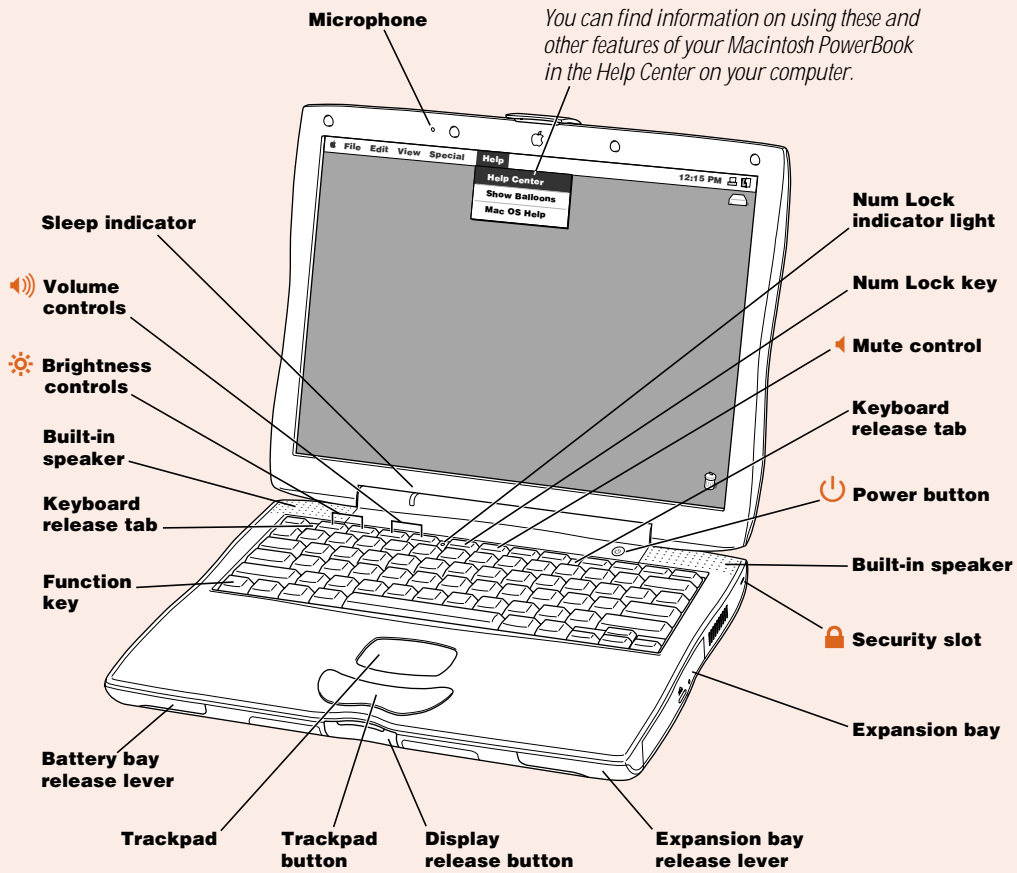 Microphone
You can find information on using these and
other features of your Macintosh PowerBook
in the Help Center on your computer.
File Edit View Special Help
12:15 PM
Help Center
Show Balloons
Mac OS Help
Sleep indicator
Volume
controls
Brightness
controls
Built-in
speaker
Keyboard
release tab
Function
key
Battery bay
release lever
Trackpad
Trackpad
button
Display
release button
Expansion bay
release lever
Num Lock
indicator light
Num Lock key
Mute control
Keyboard
release tab
Power button
Built-in speaker
Security slot
Expansion bay